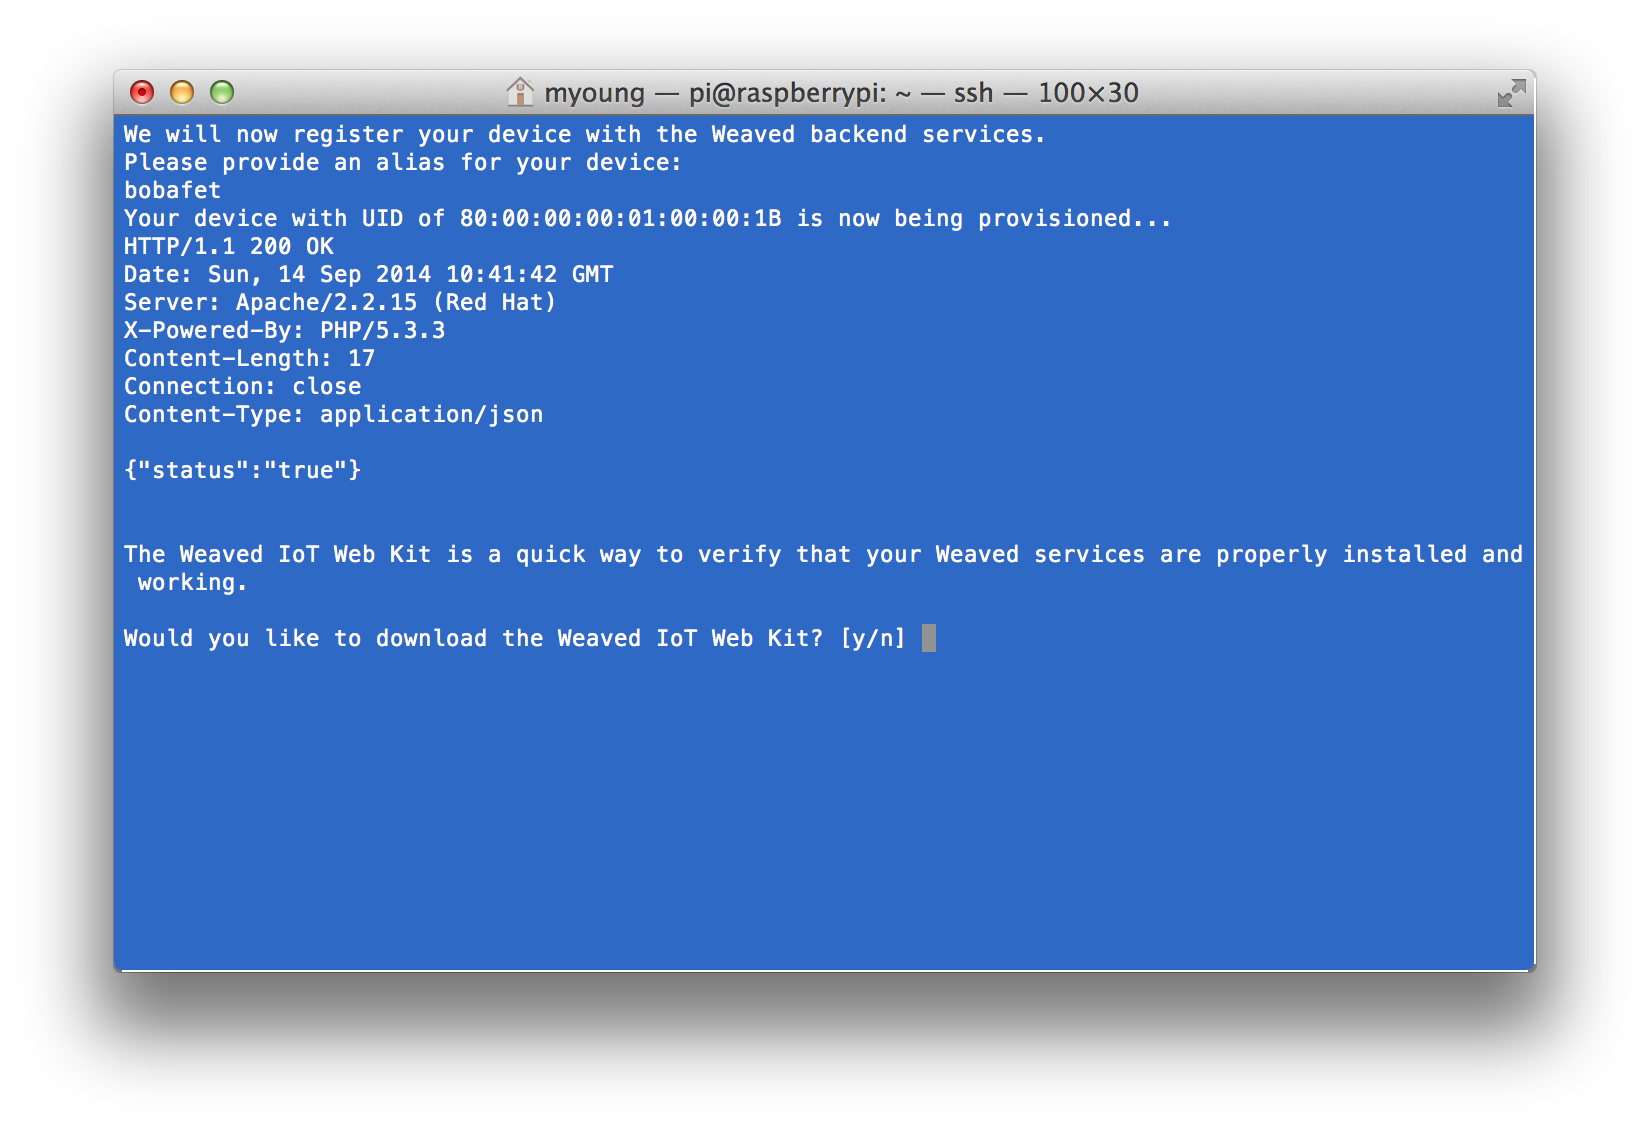 myoung — pi@raspberrypi: ~ — ssh — 100×30
We will now register your device with the Weaved backend services.
Please provide an alias for your device:
bobafet
Your device with UID of 80:00:00:00:01:00:00:1B is now being provisioned...
HTTP/1.1 200 OK
Date: Sun, 14 Sep 2014 10:41:42 GMT
Server: Apache/2.2.15 (Red Hat)
X-Powered-By: PHP/5.3.3
Content-Length: 17
Connection: close
Content-Type: application/json
{"status":"true"}
The Weaved IoT Web Kit is a quick way to verify that your Weaved services are properly installed and
working.
Would you like to download the Weaved IoT Web Kit? [y/n]